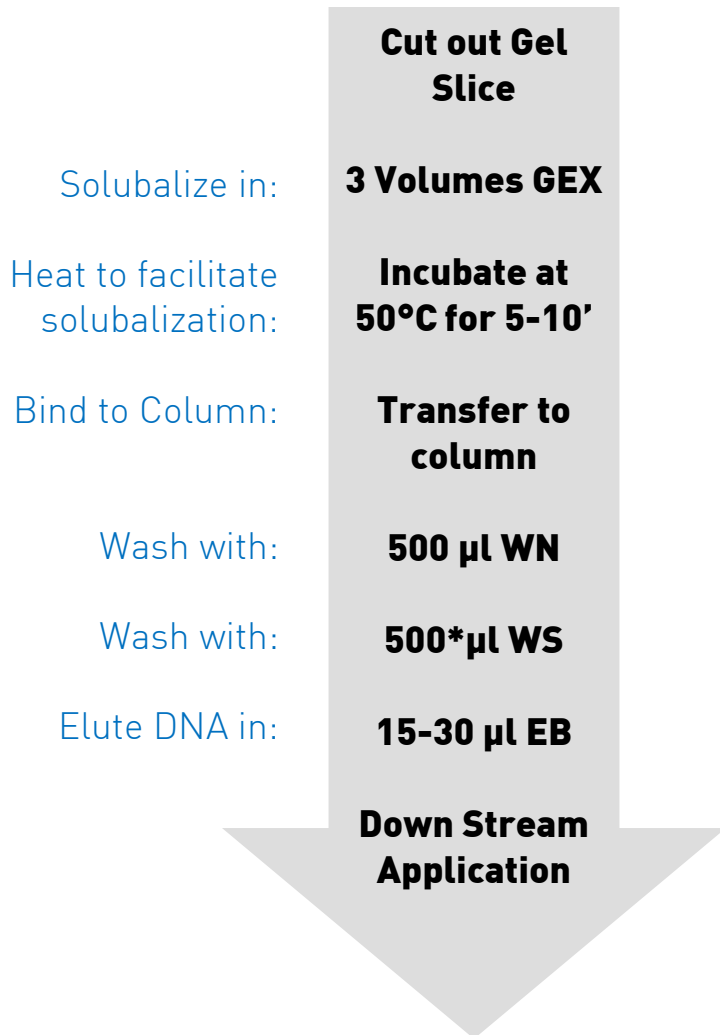 Cut out Gel
Slice
Solubalize in:
3 Volumes GEX
Heat to facilitate
solubalization:
Incubate at
50°C for 5-10’
Bind to Column:
Transfer to
column
Wash with:
500 µl WN
Wash with:
500*µl WS
Elute DNA in:
15-30 µl EB
Down Stream
Application